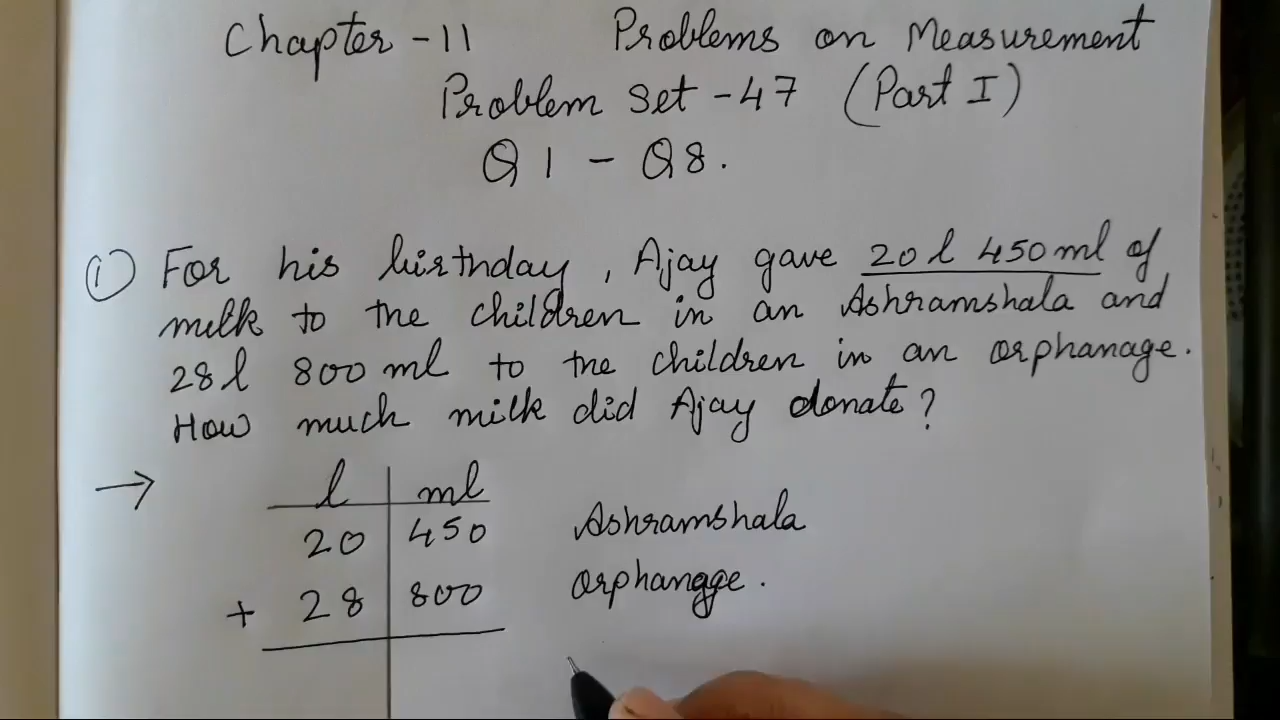 Chapter - 11 Problems on Measurement
Problem Set - 47 (Part I)
Q1 - Q8.
① For his birthday, Ajay gave 20 l 450 ml of
milk to the children in an Ashramshala and
28 l 800 ml to the children in an orphanage.
How much milk did Ajay donate?
→ l ml
20 450 Ashramshala
+ 28 800 orphanage.